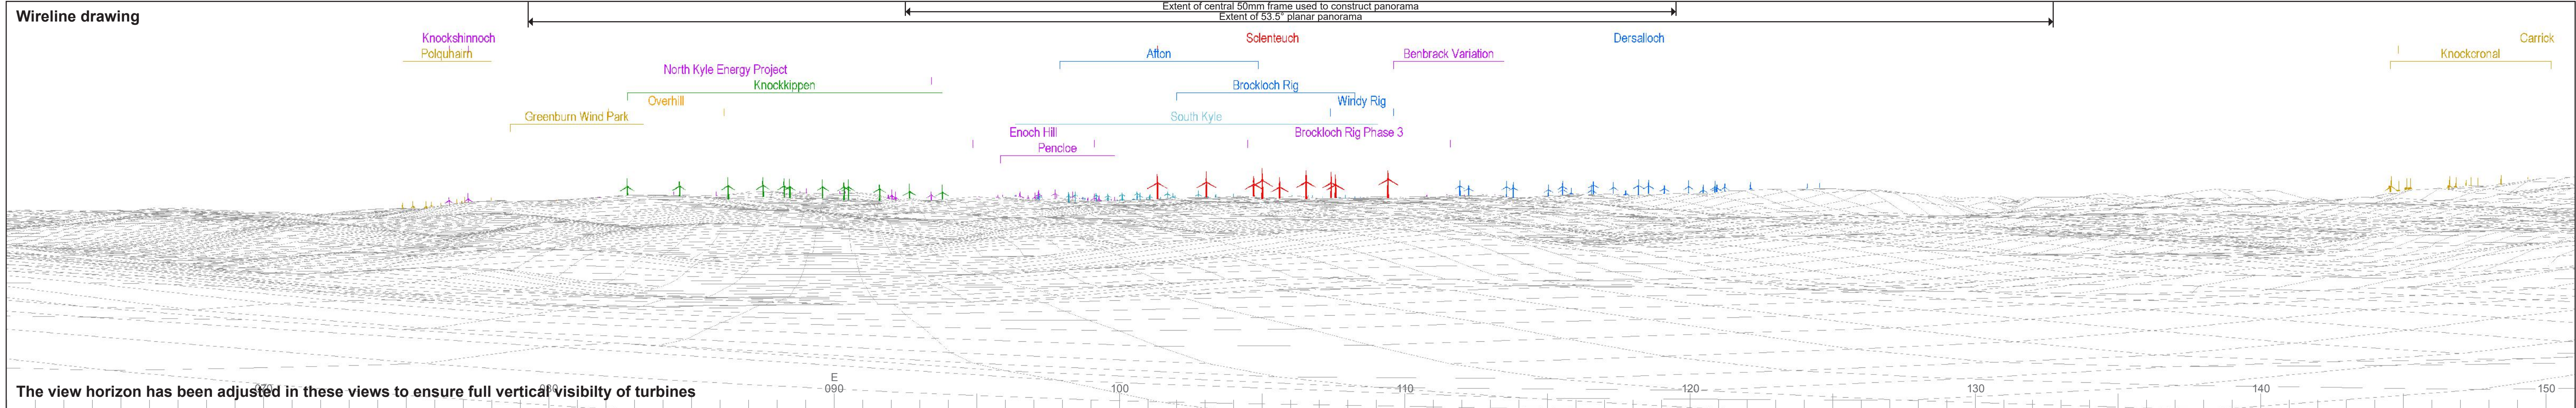 Wireline drawing
Extent of central 50mm frame used to construct panorama
Extent of 53.5° planar panorama
Knockshinnoch
Sclenteuch
Dersalloch
Carrick
Polquhairn
Afton
Benbrack Variation
Knockcronal
North Kyle Energy Project
Knockkippen
Brockloch Rig
Overhill
Windy Rig
Greenburn Wind Park
South Kyle
Enoch Hill
Brockloch Rig Phase 3
Pencloe
E
070
080
090
100
110
120
130
140
150
The view horizon has been adjusted in these views to ensure full vertical visibilty of turbines